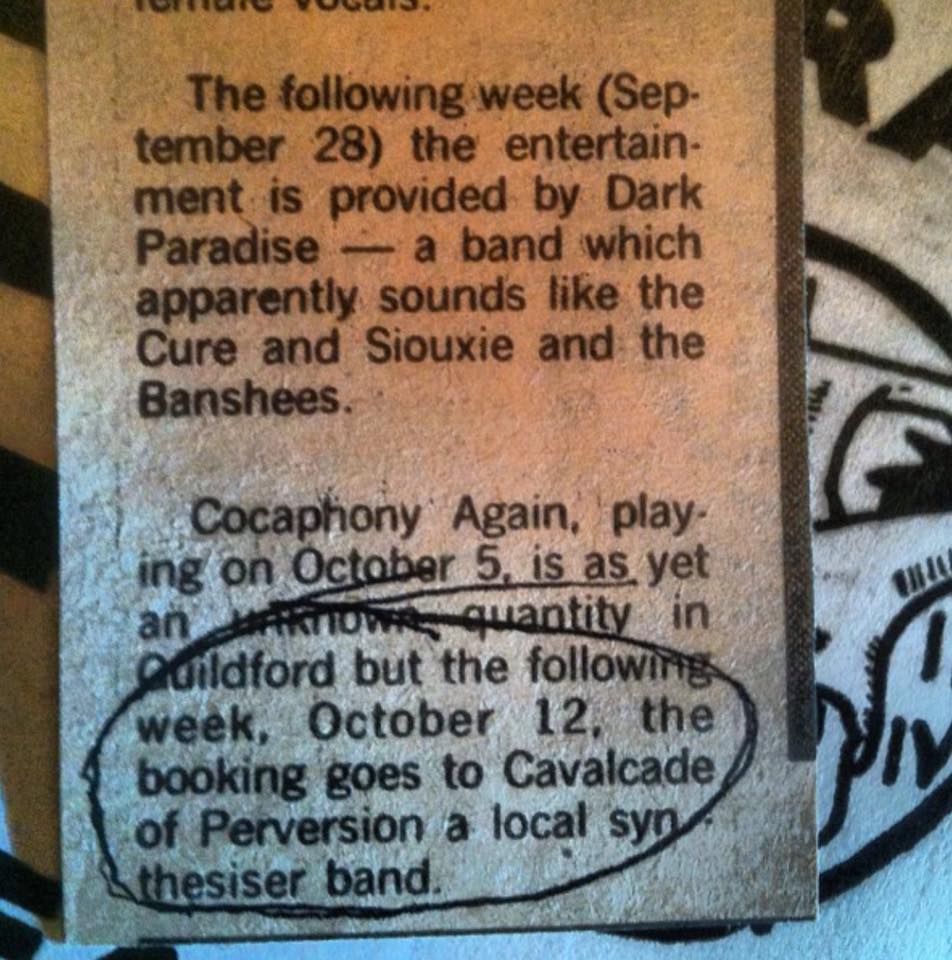 female vocals.
The following week (Sep-
tember 28) the entertain-
ment is provided by Dark
Paradise — a band which
apparently sounds like the
Cure and Siouxie and the
Banshees.
Cocaphony Again, play-
ing on October 5, is as yet
an unknown quantity in
Guildford but the following
week, October 12, the
booking goes to Cavalcade
of Perversion a local syn-
thesiser band.